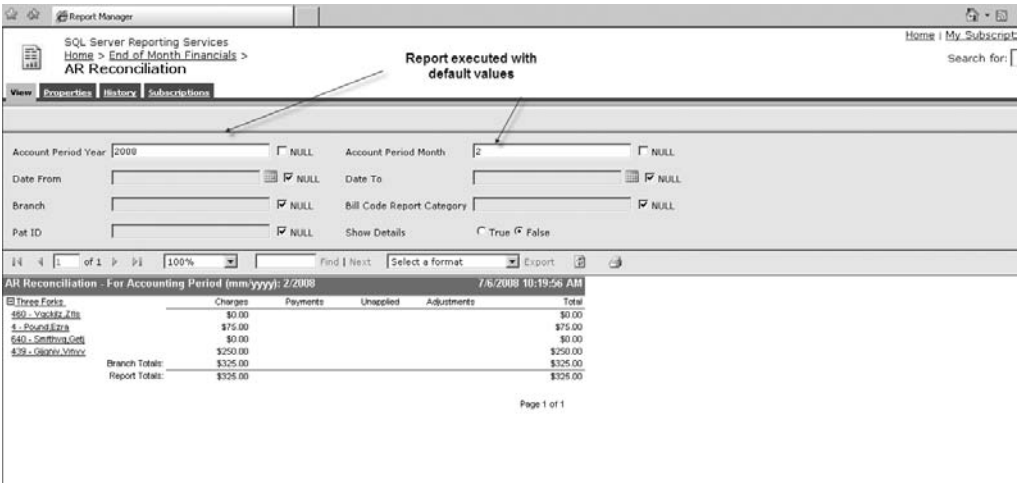 Report Manager
SQL Server Reporting Services
Home | My Subscript
Home > End of Month Financials >
Search for:
AR Reconciliation
Report executed with
default values
View Properties History Subscriptions
Account Period Year 2008 NULL Account Period Month 2 NULL
Date From NULL Date To NULL
Branch NULL Bill Code Report Category NULL
Pat ID NULL Show Details True False
1 of 1 100% Find | Next Select a format Export
AR Reconciliation - For Accounting Period (mm/yyyy): 2/2008 7/6/2008 10:19:56 AM
Three Forks Charges Payments Unapplied Adjustments Total
460 - $0.00 $0.00
4 - Pound,Ezra $75.00 $75.00
640 - $0.00 $0.00
439 - $250.00 $250.00
Branch Totals: $325.00 $325.00
Report Totals: $325.00 $325.00
Page 1 of 1